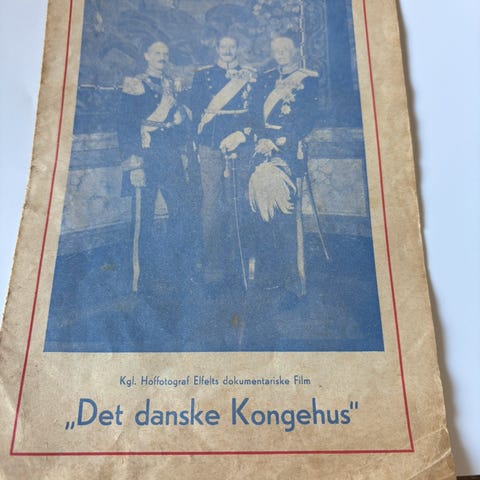 Kgl. Hoffotograf Elfelts dokumentariske Film
„Det danske Kongehus"